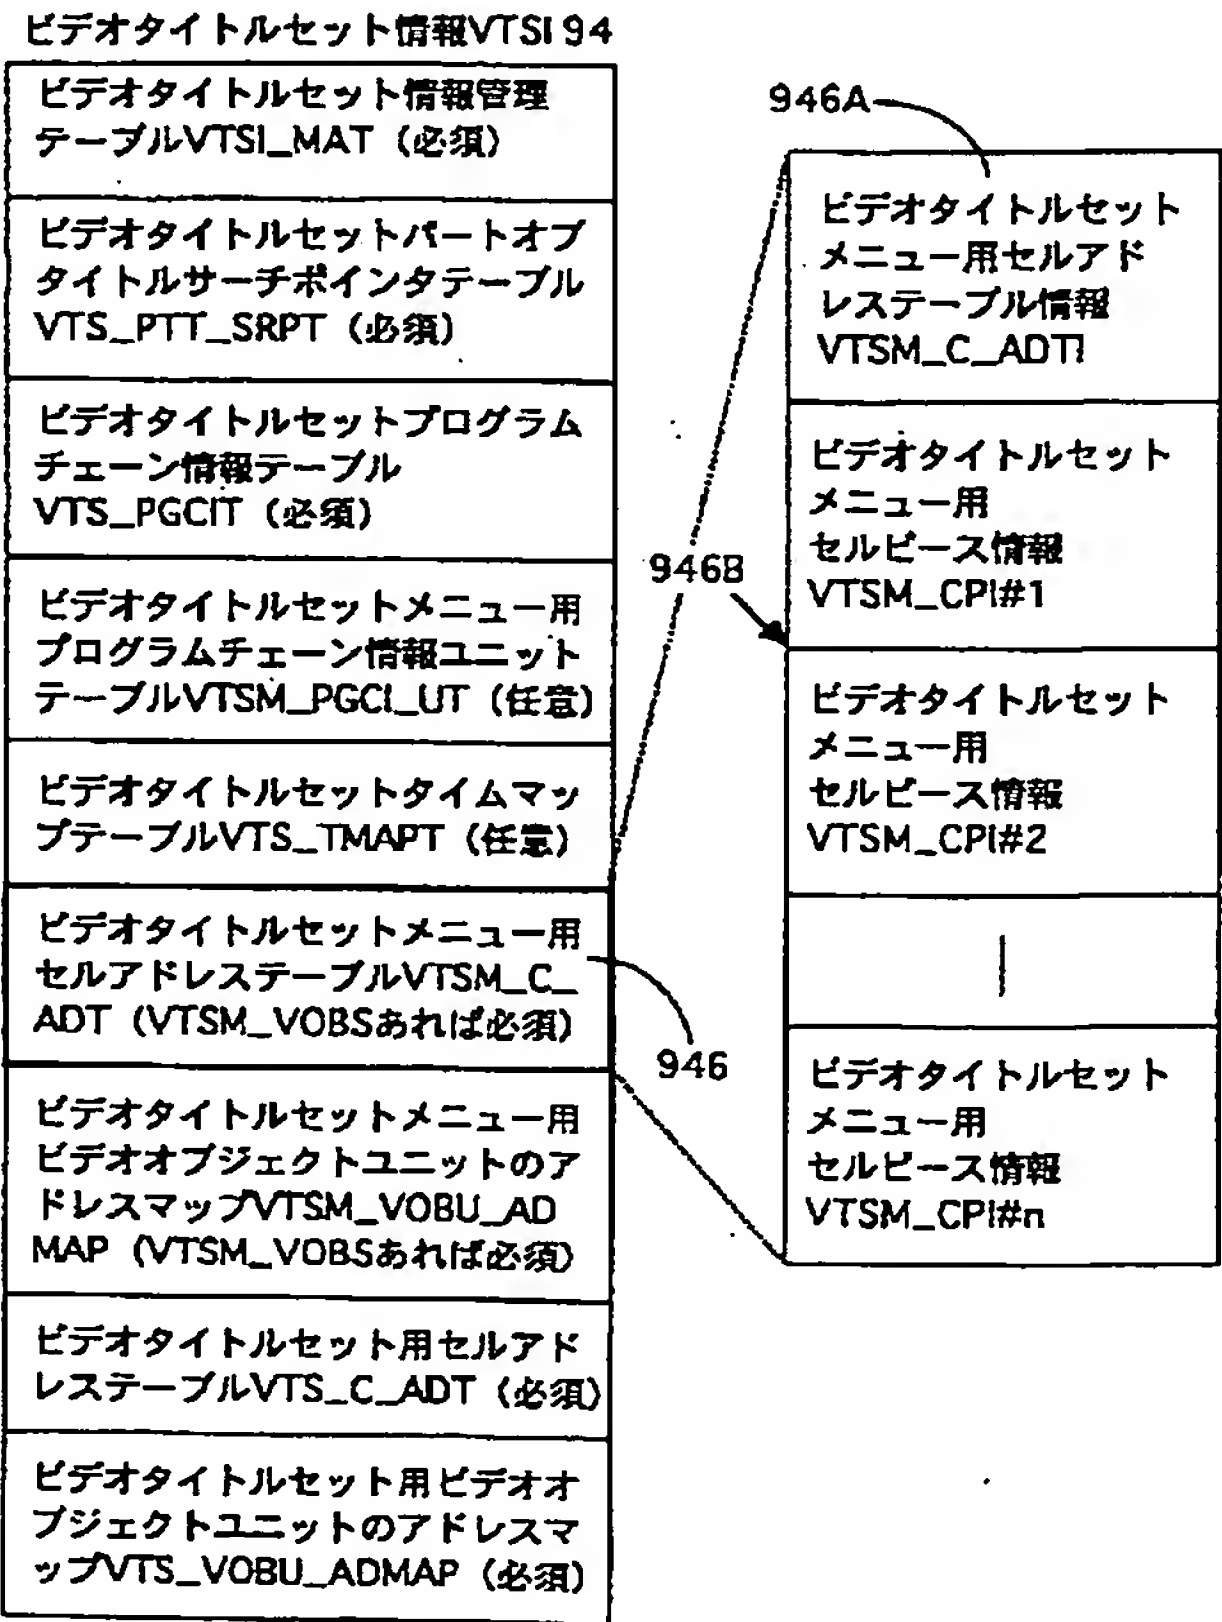 ビデオタイトルセット情報VTSI 94
ビデオタイトルセット情報管理
テーブルVTSI_MAT（必須）
ビデオタイトルセットパートオブ
タイトルサーチポインタテーブル
VTS_PTT_SRPT（必須）
ビデオタイトルセットプログラム
チェーン情報テーブル
VTS_PGCIT（必須）
ビデオタイトルセットメニュー用
プログラムチェーン情報ユニット
テーブルVTSM_PGCI_UT（任意）
ビデオタイトルセットタイムマッ
プテーブルVTS_TMAPT（任意）
ビデオタイトルセットメニュー用
セルアドレステーブルVTSM_C_
ADT（VTSM_VOBSあれば必須）
ビデオタイトルセットメニュー用
ビデオオブジェクトユニットのア
ドレスマップVTSM_VOBU_AD
MAP（VTSM_VOBSあれば必須）
ビデオタイトルセット用セルアド
レステーブルVTS_C_ADT（必須）
ビデオタイトルセット用ビデオオ
ブジェクトユニットのアドレスマ
ップVTS_VOBU_ADMAP（必須）
946
946A
946B
ビデオタイトルセット
メニュー用セルアド
レステーブル情報
VTSM_C_ADTI
ビデオタイトルセット
メニュー用
セルピース情報
VTSM_CPI#1
ビデオタイトルセット
メニュー用
セルピース情報
VTSM_CPI#2
ビデオタイトルセット
メニュー用
セルピース情報
VTSM_CPI#n